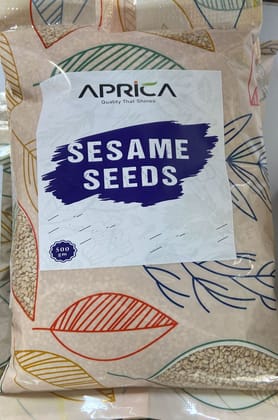 APRICA
Quality That Shines
SESAME
SEEDS
500
gm